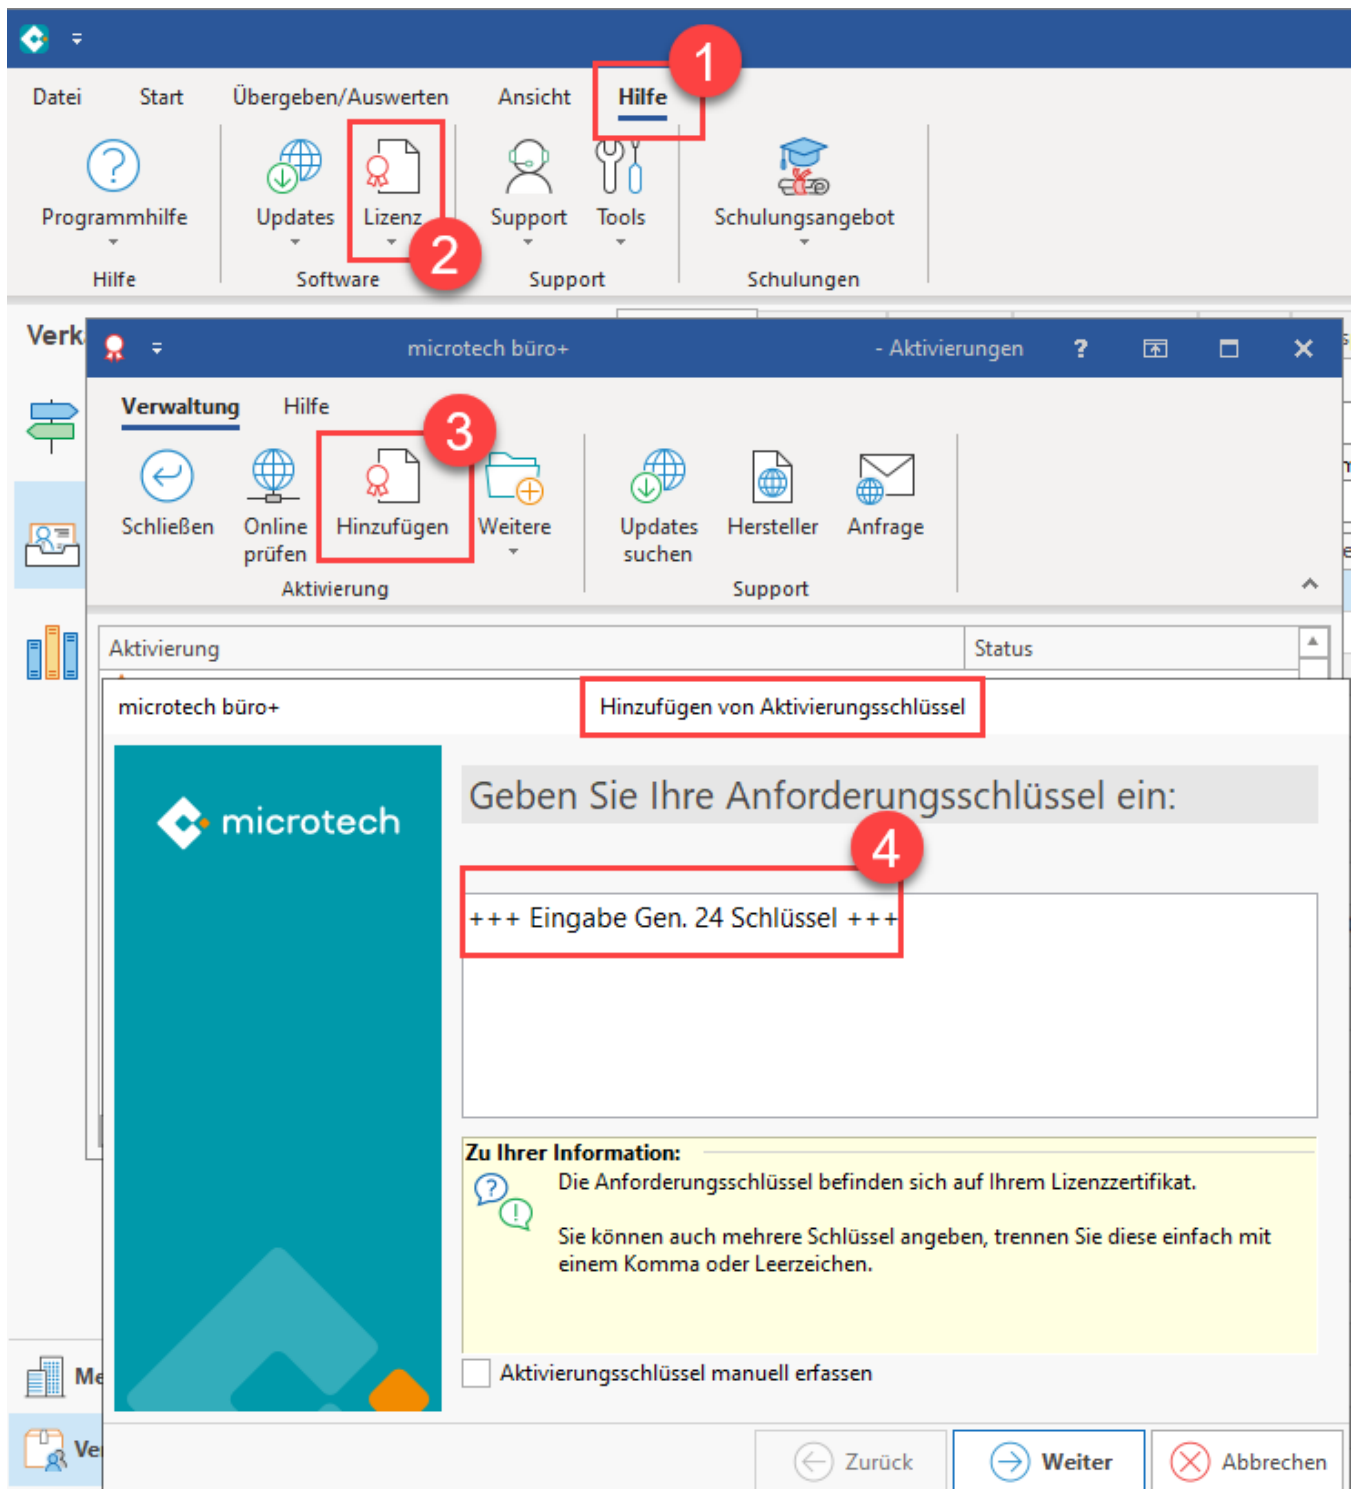 1
Datei Start Übergeben/Auswerten Ansicht Hilfe
Programmhilfe Updates Lizenz Support Tools Schulungsangebot
2
Hilfe Software Support Schulungen
microtech büro+ - Aktivierungen ?
Verwaltung Hilfe
3
Schließen Online prüfen Hinzufügen Weitere Updates suchen Hersteller Anfrage
Aktivierung Support
Aktivierung Status
microtech büro+ Hinzufügen von Aktivierungsschlüssel
microtech
Geben Sie Ihre Anforderungsschlüssel ein:
4
+++ Eingabe Gen. 24 Schlüssel +++
Zu Ihrer Information:
Die Anforderungsschlüssel befinden sich auf Ihrem Lizenzzertifikat.
Sie können auch mehrere Schlüssel angeben, trennen Sie diese einfach mit
einem Komma oder Leerzeichen.
Aktivierungsschlüssel manuell erfassen
Zurück Weiter Abbrechen